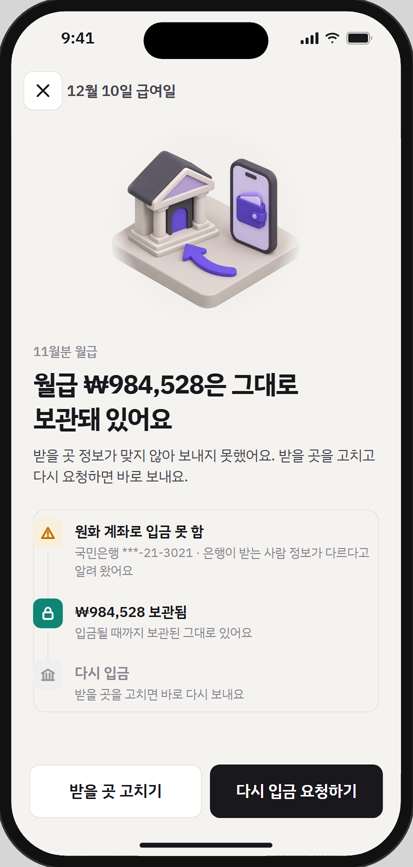 9:41
12월 10일 급여일
11월분 월급
월급 ₩984,528은 그대로
보관돼 있어요
받을 곳 정보가 맞지 않아 보내지 못했어요. 받을 곳을 고치고
다시 요청하면 바로 보내요.
원화 계좌로 입금 못 함
국민은행 ***-21-3021 · 은행이 받는 사람 정보가 다르다고
알려 왔어요
₩984,528 보관됨
입금될 때까지 보관된 그대로 있어요
다시 입금
받을 곳을 고치면 바로 다시 보내요
받을 곳 고치기
다시 입금 요청하기